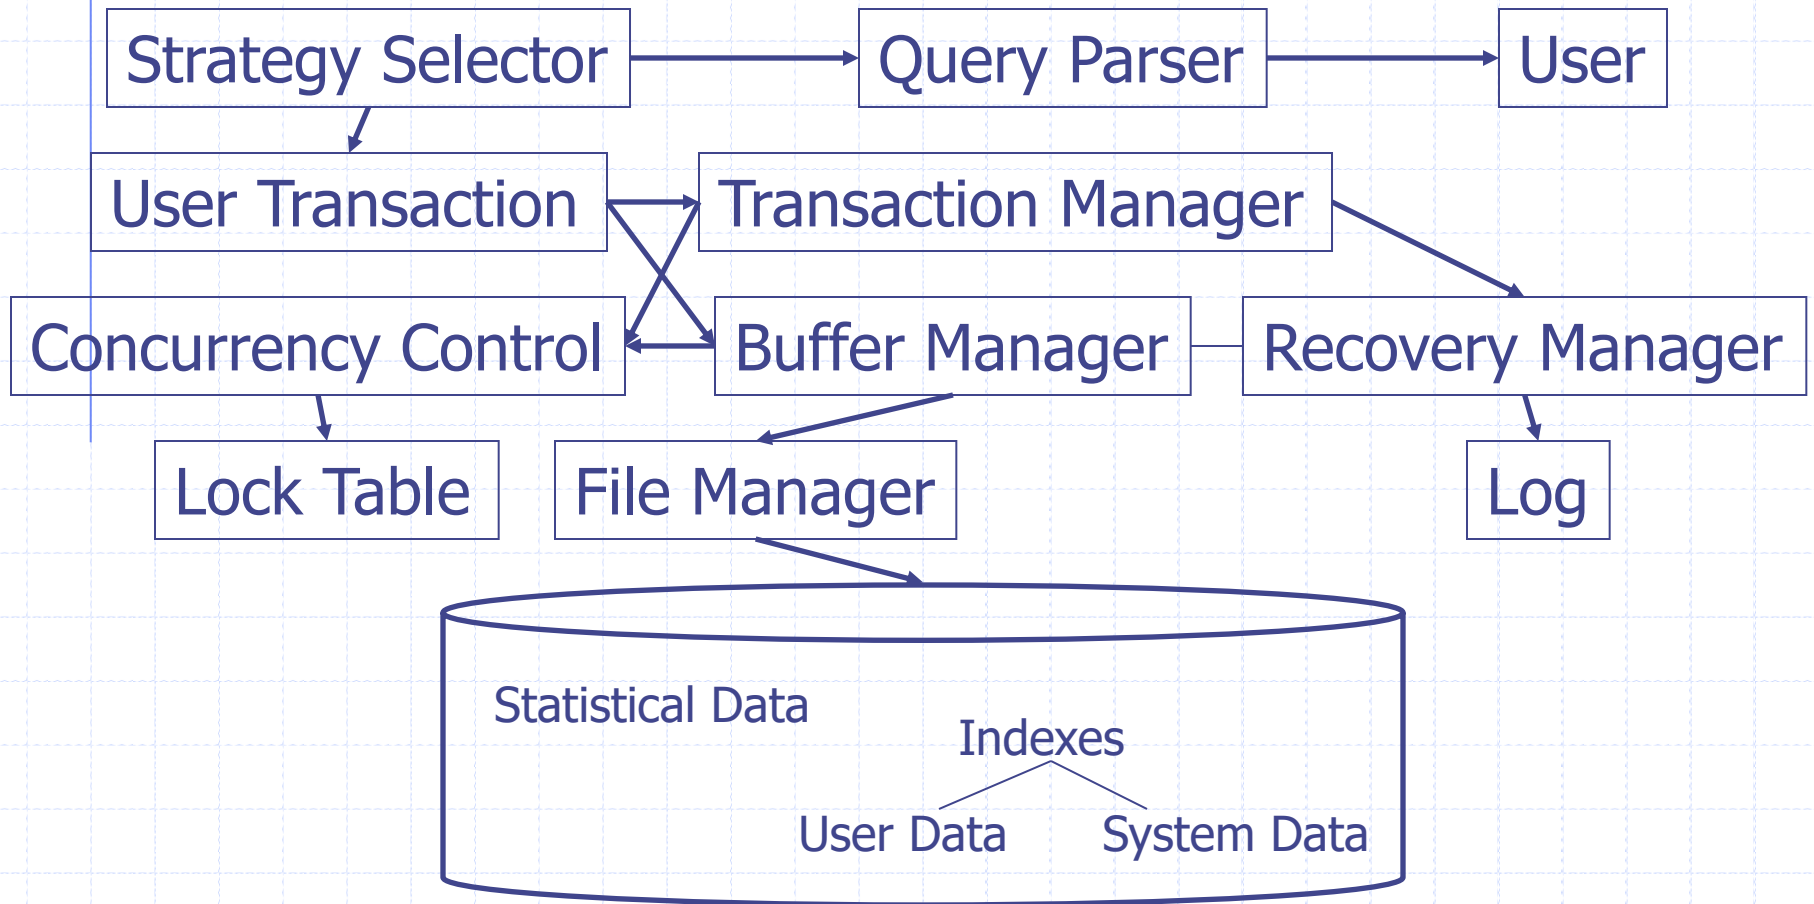 Strategy Selector
Query Parser
User
User Transaction
Transaction Manager
Concurrency Control
Buffer Manager
Recovery Manager
Lock Table
File Manager
Log
Statistical Data
Indexes
User Data
System Data